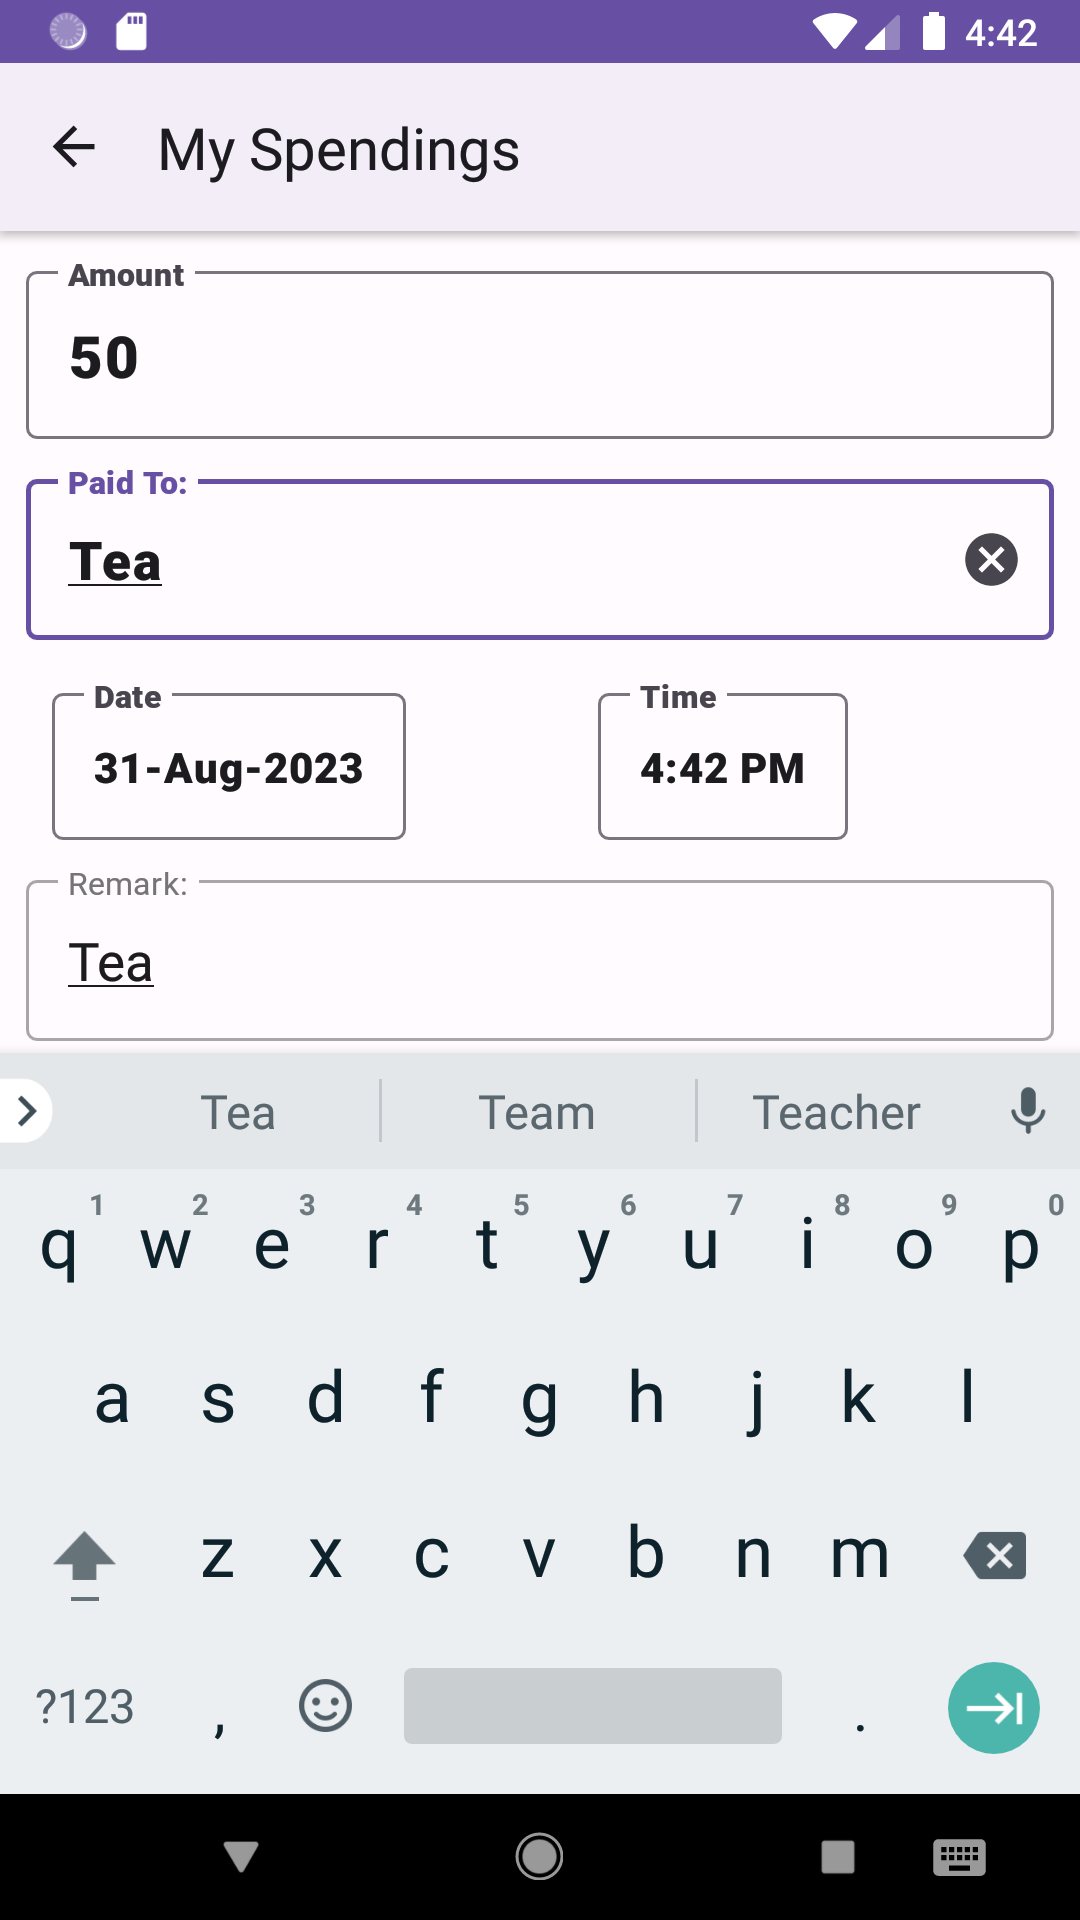 4:42
My Spendings
Amount
50
Paid To:
Tea
Date
31-Aug-2023
Time
4:42 PM
Remark:
Tea
Tea Team Teacher
1 2 3 4 5 6 7 8 9 0
q w e r t y u i o p
a s d f g h j k l
z x c v b n m
?123 , .